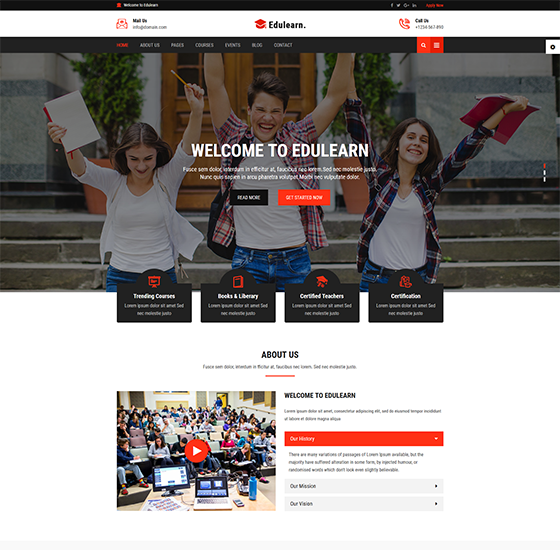 Welcome to Edulearn
Apply Now
Mail Us
info@domain.com
Edulearn.
Call Us
+1234-567-890
HOME ABOUT US PAGES COURSES EVENTS BLOG CONTACT
WELCOME TO EDULEARN
Fusce sem dolor, interdum in efficitur at, faucibus nec lorem.Sed nec molestie justo.
Nunc quis sapien in arcu pharetra volutpat.Morbi nec vulputate dolor.
READ MORE GET STARTED NOW
Trending Courses
Lorem ipsum dolor sit amet Sed
nec molestie justo
Books & Liberary
Lorem ipsum dolor sit amet Sed
nec molestie justo
Certified Teachers
Lorem ipsum dolor sit amet Sed
nec molestie justo
Certification
Lorem ipsum dolor sit amet Sed
nec molestie justo
ABOUT US
Fusce sem dolor, interdum in efficitur at, faucibus nec lorem. Sed nec molestie justo.
WELCOME TO EDULEARN
Lorem ipsum dolor sit amet, consectetur adipiscing elit, sed do eiusmod tempor incididunt
ut labore et dolore magna aliqua
Our History
There are many variations of passages of Lorem Ipsum available, but the
majority have suffered alteration in some form, by injected humour, or
randomised words which don't look even slightly believable.
Our Mission
Our Vision